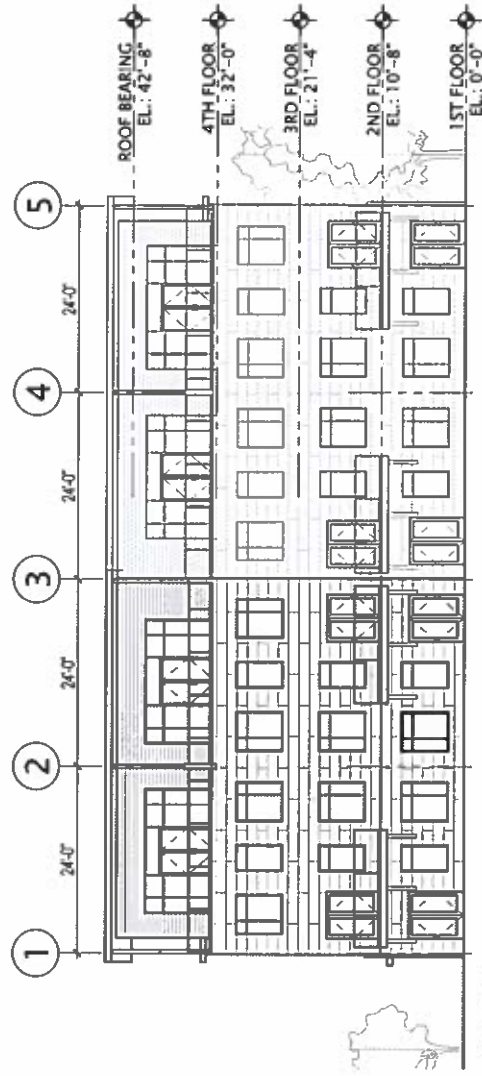 1
2
3
4
5
24'-0"
24'-0"
24'-0"
24'-0"
ROOF BEARING
EL.: 42'-8"
4TH FLOOR
EL.: 32'-0"
3RD FLOOR
EL.: 21'-4"
2ND FLOOR
EL.: 10'-8"
1ST FLOOR
EL.: 0'-0"